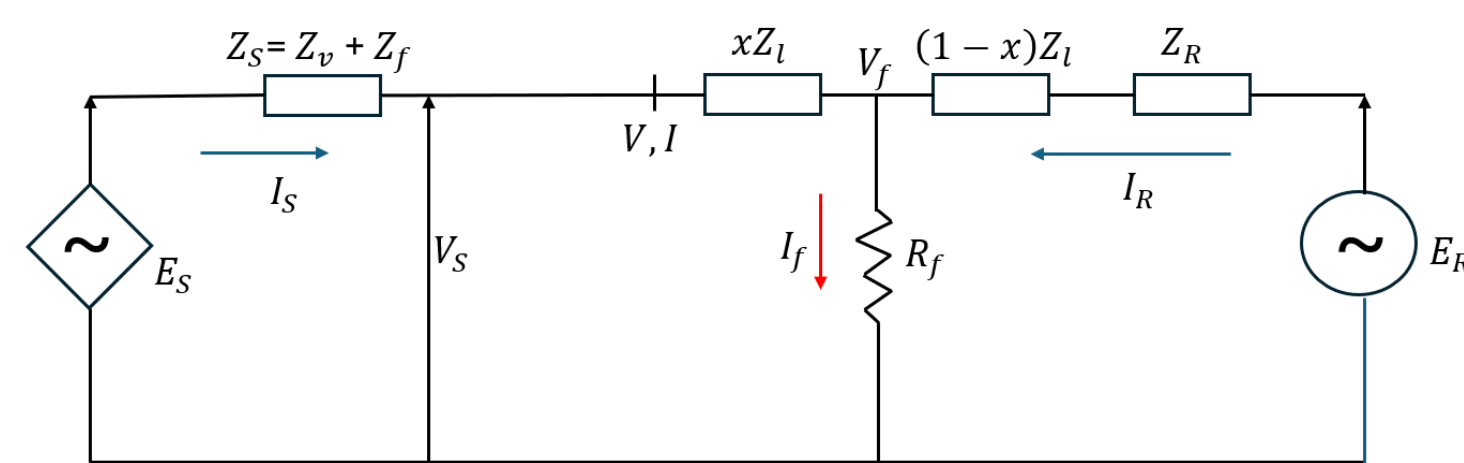 Z_S= Z_v + Z_f
xZ_l
V_f
(1 − x)Z_l
Z_R
V, I
I_S
I_R
~
E_S
V_S
I_f
R_f
~
E_R